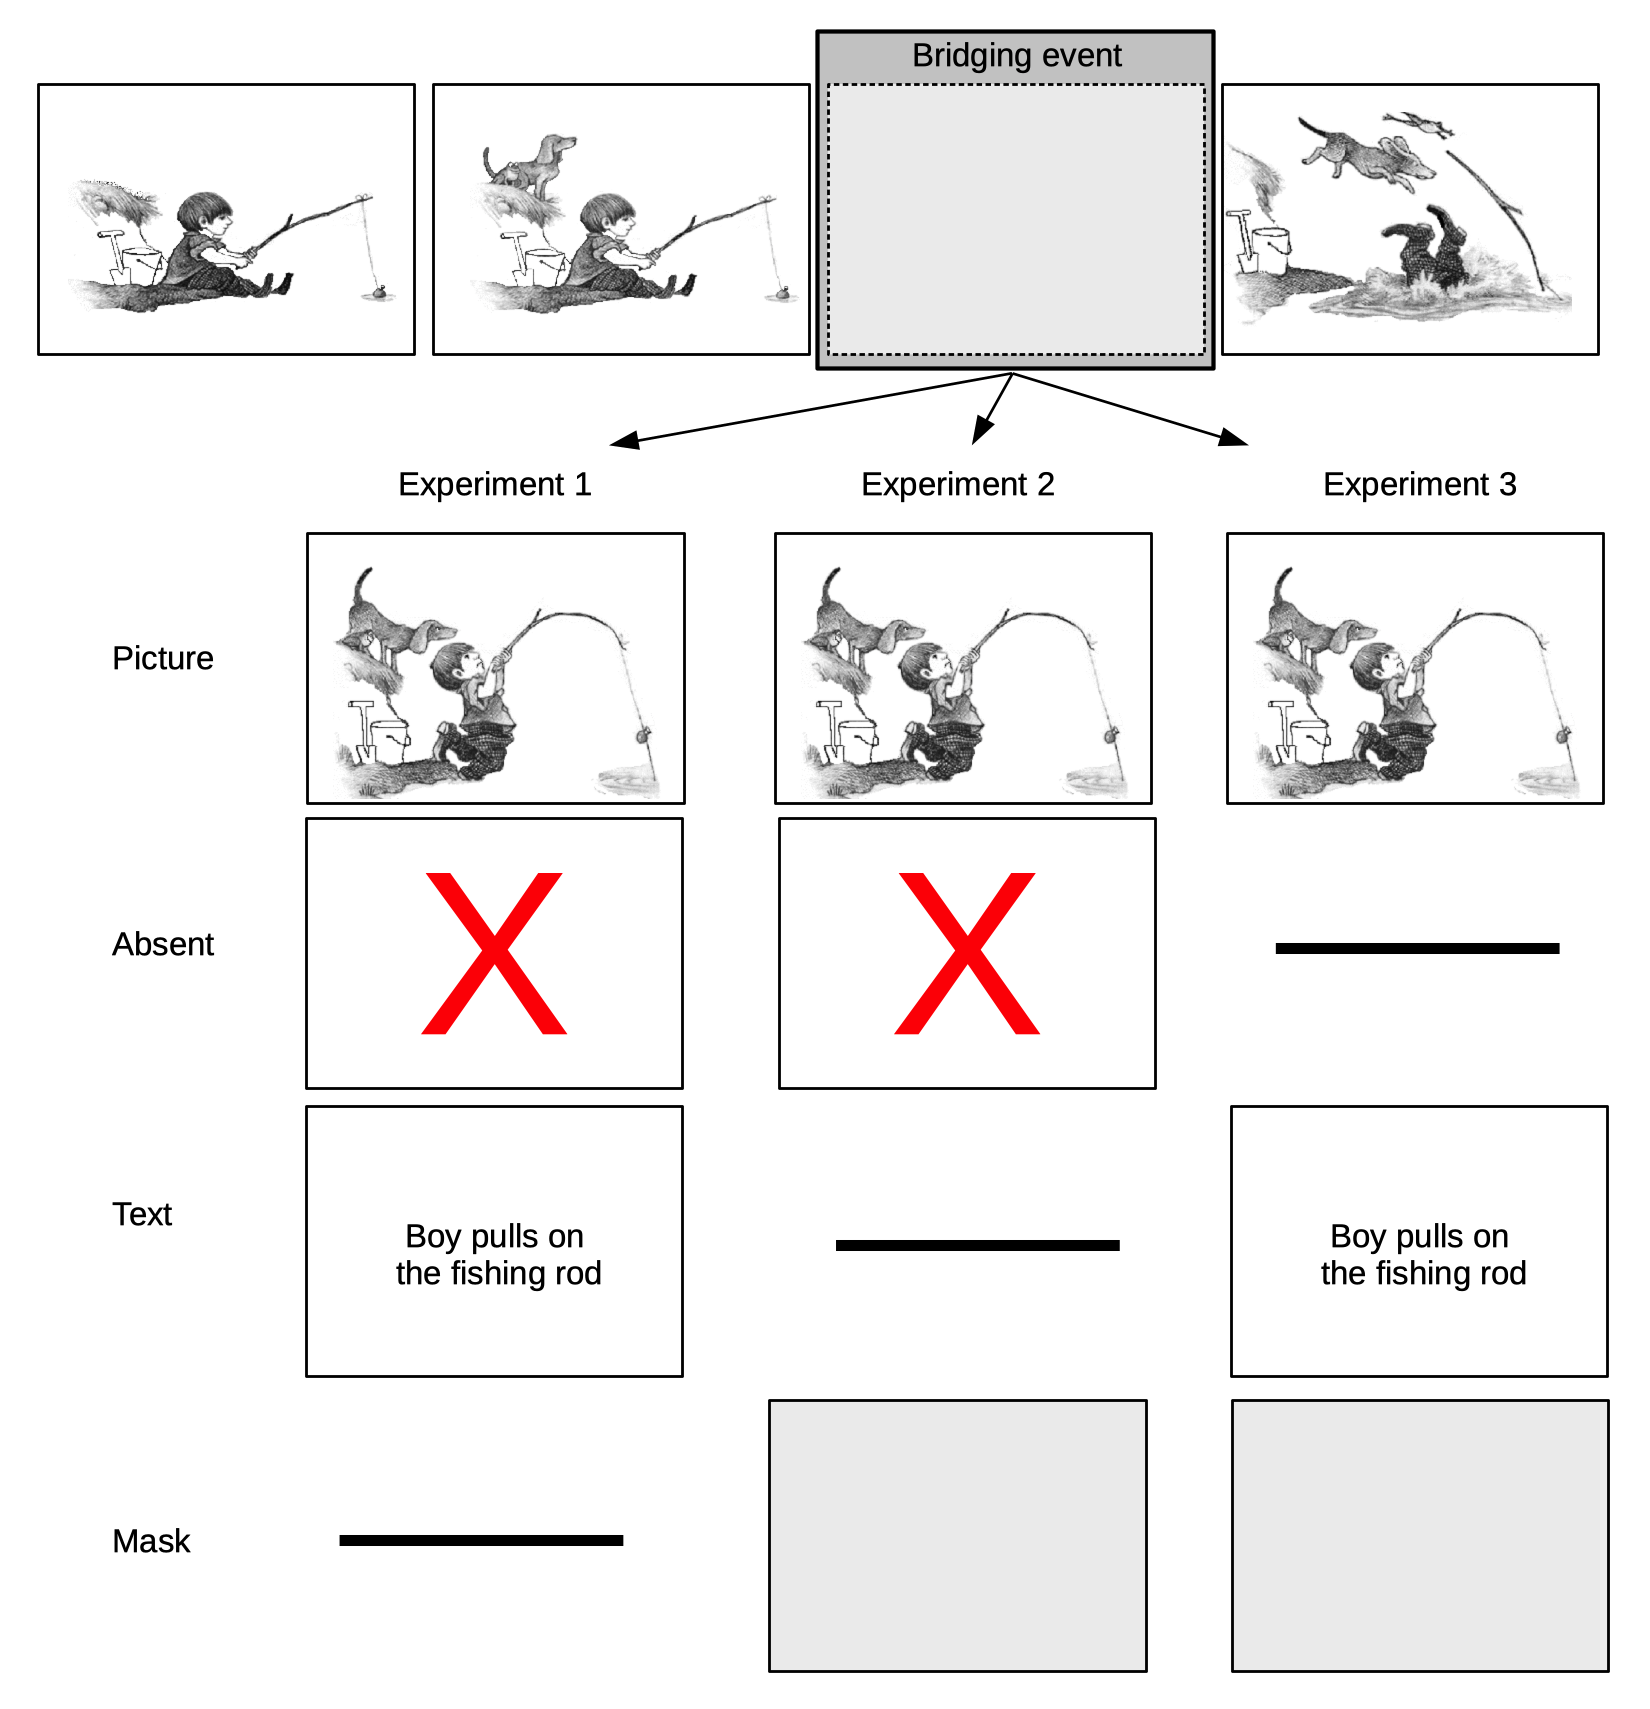 Bridging event
Experiment 1
Experiment 2
Experiment 3
Picture
Absent
X
X
Text
Boy pulls on
the fishing rod
Boy pulls on
the fishing rod
Mask